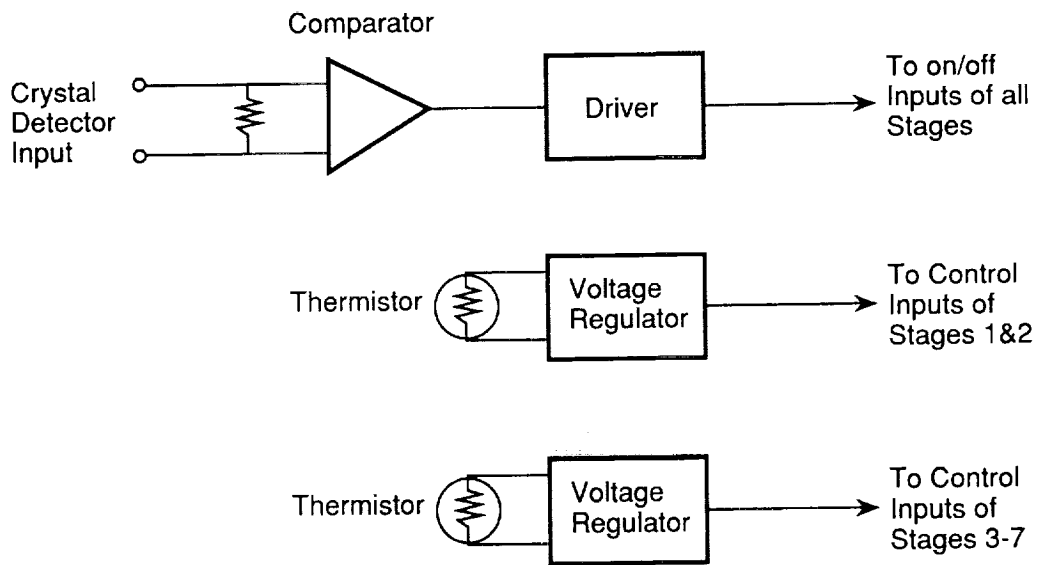 Comparator
Crystal
Detector
Input
Driver
To on/off
Inputs of all
Stages
Thermistor
Voltage
Regulator
To Control
Inputs of
Stages 1&2
Thermistor
Voltage
Regulator
To Control
Inputs of
Stages 3-7